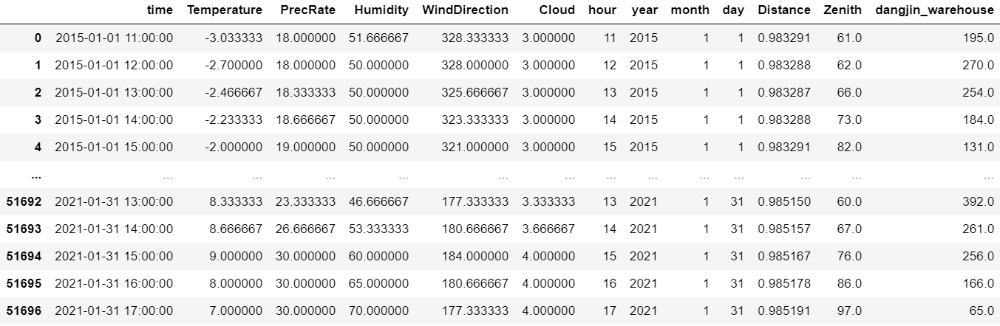 time Temperature PrecRate Humidity WindDirection Cloud hour year month day Distance Zenith dangjin_warehouse
0 2015-01-01 11:00:00 -3.033333 18.000000 51.666667 328.333333 3.000000 11 2015 1 1 0.983291 61.0 195.0
1 2015-01-01 12:00:00 -2.700000 18.000000 50.000000 328.000000 3.000000 12 2015 1 1 0.983288 62.0 270.0
2 2015-01-01 13:00:00 -2.466667 18.333333 50.000000 325.666667 3.000000 13 2015 1 1 0.983287 66.0 254.0
3 2015-01-01 14:00:00 -2.233333 18.666667 50.000000 323.333333 3.000000 14 2015 1 1 0.983288 73.0 184.0
4 2015-01-01 15:00:00 -2.000000 19.000000 50.000000 321.000000 3.000000 15 2015 1 1 0.983291 82.0 131.0
... ... ... ... ... ... ... ... ... ... ... ... ... ...
51692 2021-01-31 13:00:00 8.333333 23.333333 46.666667 177.333333 3.333333 13 2021 1 31 0.985150 60.0 392.0
51693 2021-01-31 14:00:00 8.666667 26.666667 53.333333 180.666667 3.666667 14 2021 1 31 0.985157 67.0 261.0
51694 2021-01-31 15:00:00 9.000000 30.000000 60.000000 184.000000 4.000000 15 2021 1 31 0.985167 76.0 256.0
51695 2021-01-31 16:00:00 8.000000 30.000000 65.000000 180.666667 4.000000 16 2021 1 31 0.985178 86.0 166.0
51696 2021-01-31 17:00:00 7.000000 30.000000 70.000000 177.333333 4.000000 17 2021 1 31 0.985191 97.0 65.0